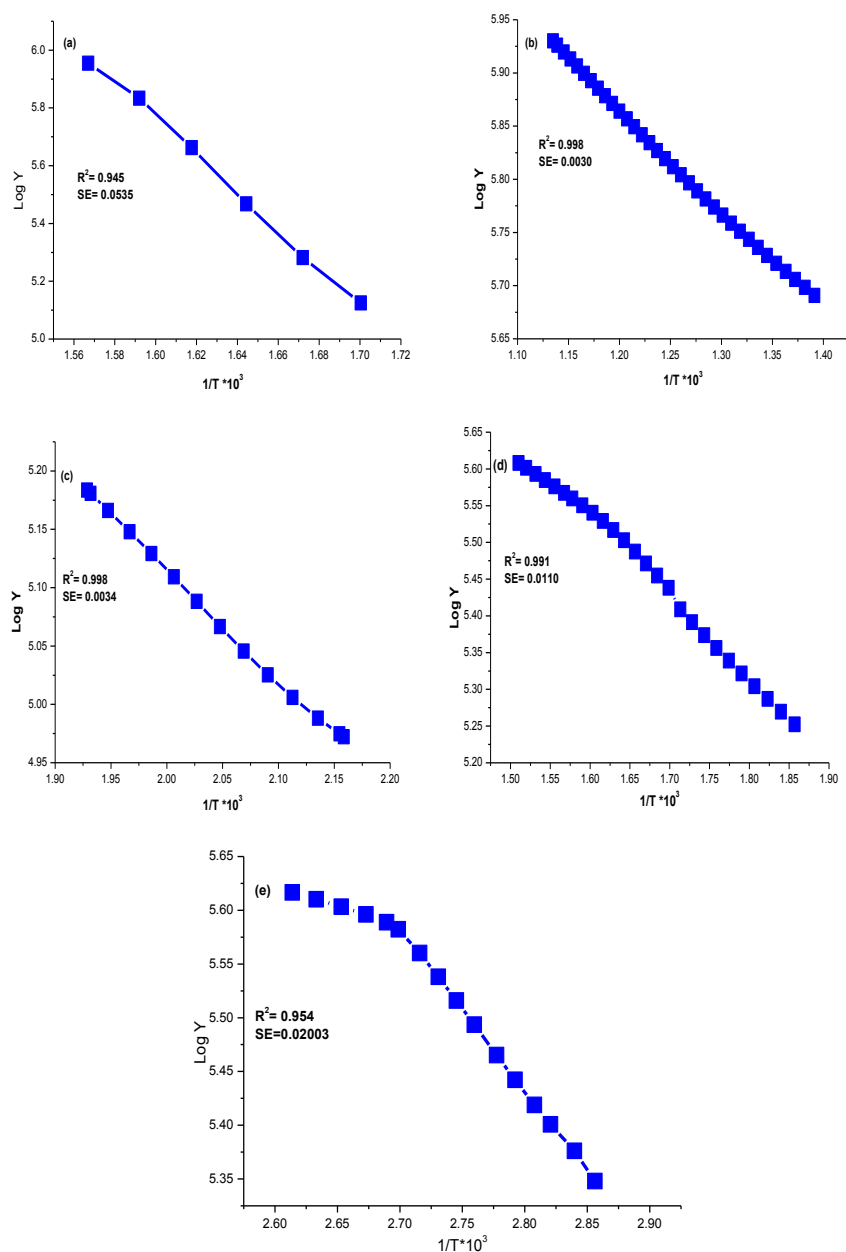 (a)
6.0
5.8
5.6
5.4
5.2
5.0
Log Y
R²= 0.945
SE= 0.0535
1.56 1.58 1.60 1.62 1.64 1.66 1.68 1.70 1.72
1/T *10³
(b)
5.95
5.90
5.85
5.80
5.75
5.70
5.65
Log Y
R²= 0.998
SE= 0.0030
1.10 1.15 1.20 1.25 1.30 1.35 1.40
1/T *10³
(c)
5.20
5.15
5.10
5.05
5.00
4.95
Log Y
R²= 0.998
SE= 0.0034
1.90 1.95 2.00 2.05 2.10 2.15 2.20
1/T *10³
(d)
5.65
5.60
5.55
5.50
5.45
5.40
5.35
5.30
5.25
5.20
Log Y
R²= 0.991
SE= 0.0110
1.50 1.55 1.60 1.65 1.70 1.75 1.80 1.85 1.90
1/T *10³
(e)
5.65
5.60
5.55
5.50
5.45
5.40
5.35
Log Y
R²= 0.954
SE=0.02003
2.60 2.65 2.70 2.75 2.80 2.85 2.90
1/T*10³